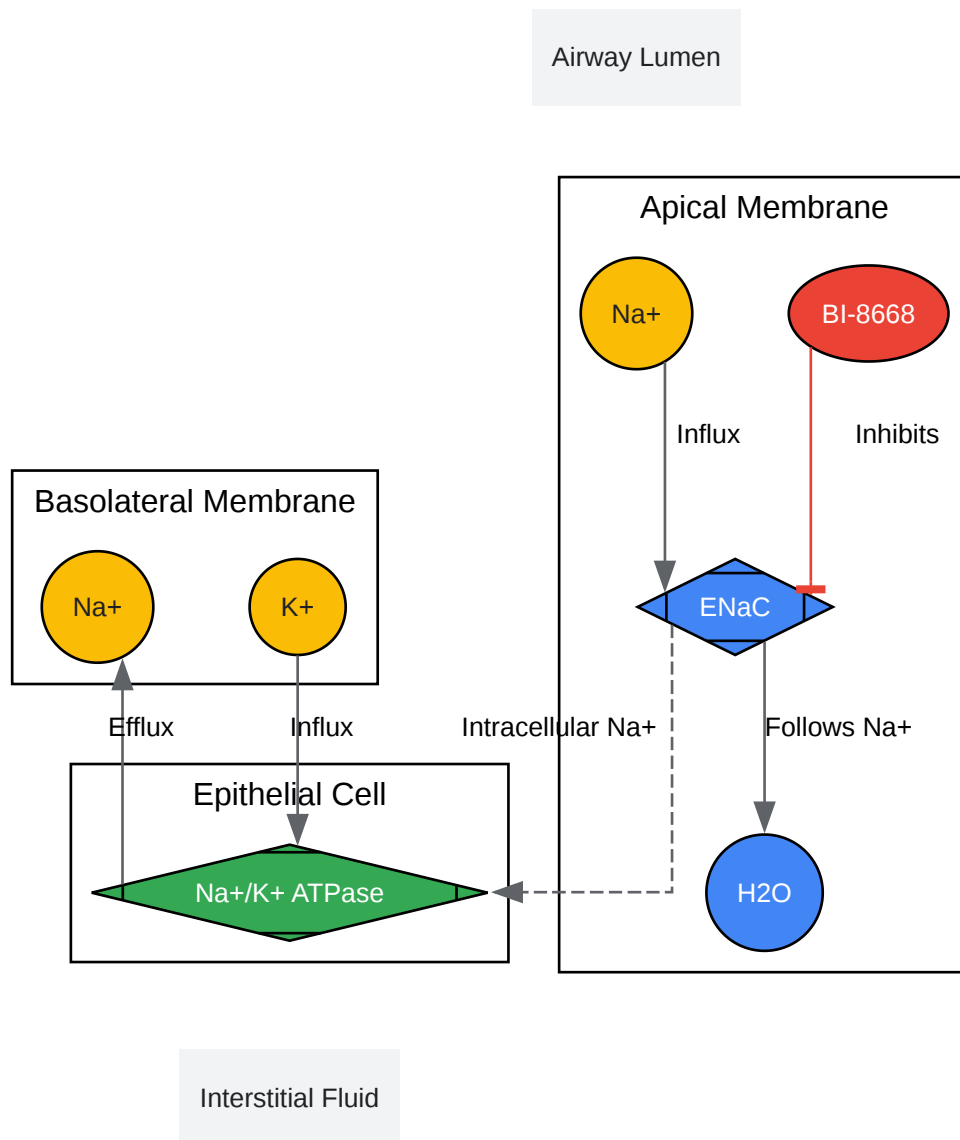 Airway Lumen
Apical Membrane
Na+
BI-8668
Influx
Inhibits
Basolateral Membrane
Na+
K+
ENaC
Efflux
Influx
Intracellular Na+
Follows Na+
Epithelial Cell
Na+/K+ ATPase
H2O
Interstitial Fluid